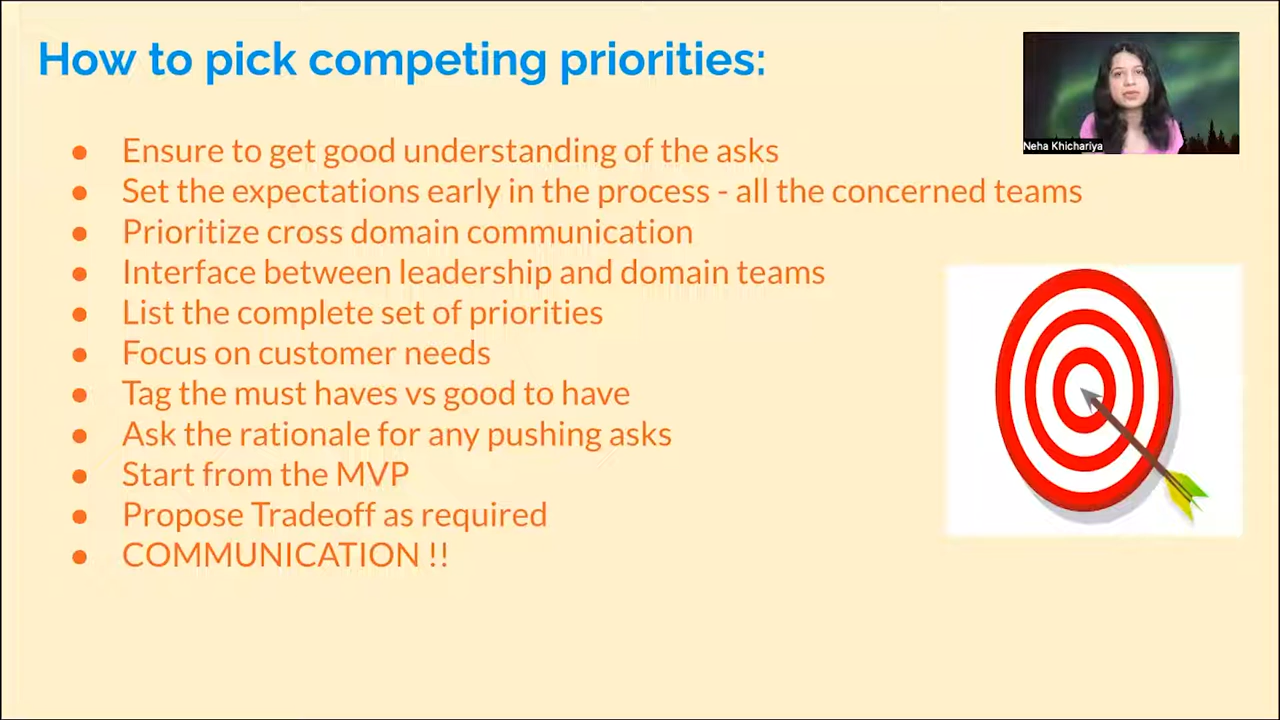 How to pick competing priorities:
Neha Khichariya
● Ensure to get good understanding of the asks
● Set the expectations early in the process - all the concerned teams
● Prioritize cross domain communication
● Interface between leadership and domain teams
● List the complete set of priorities
● Focus on customer needs
● Tag the must haves vs good to have
● Ask the rationale for any pushing asks
● Start from the MVP
● Propose Tradeoff as required
● COMMUNICATION !!